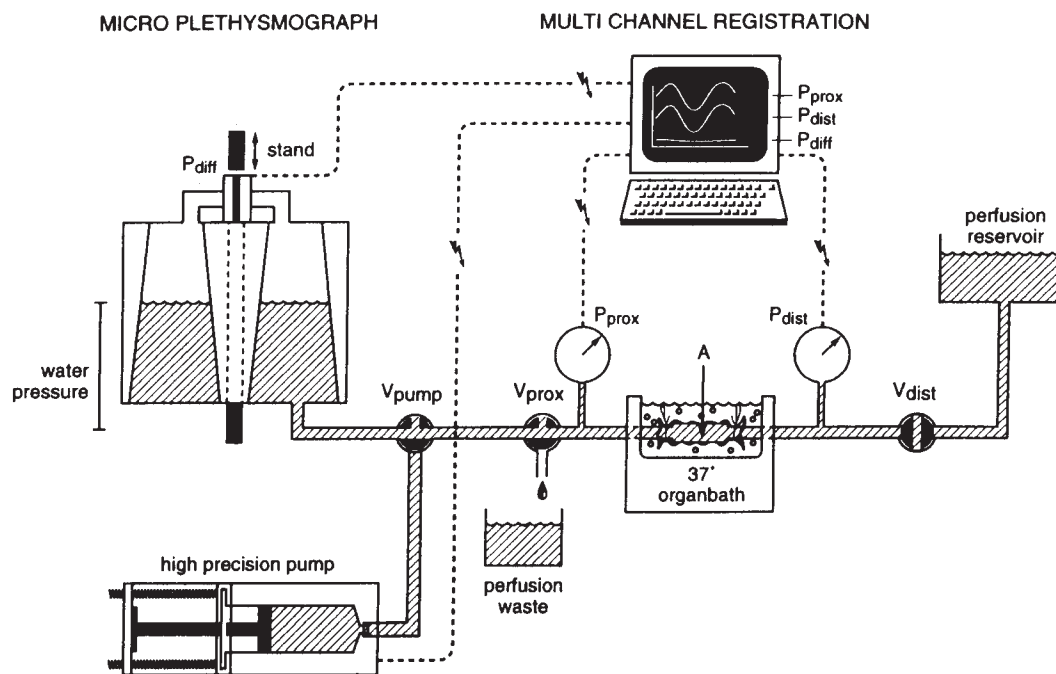 MICRO PLETHYSMOGRAPH
MULTI CHANNEL REGISTRATION
Pprox
Pdist
Pdiff
Pdiff
stand
perfusion
reservoir
water
pressure
Pprox
Pdist
A
Vpump
Vprox
Vdist
37°
organbath
high precision pump
perfusion
waste